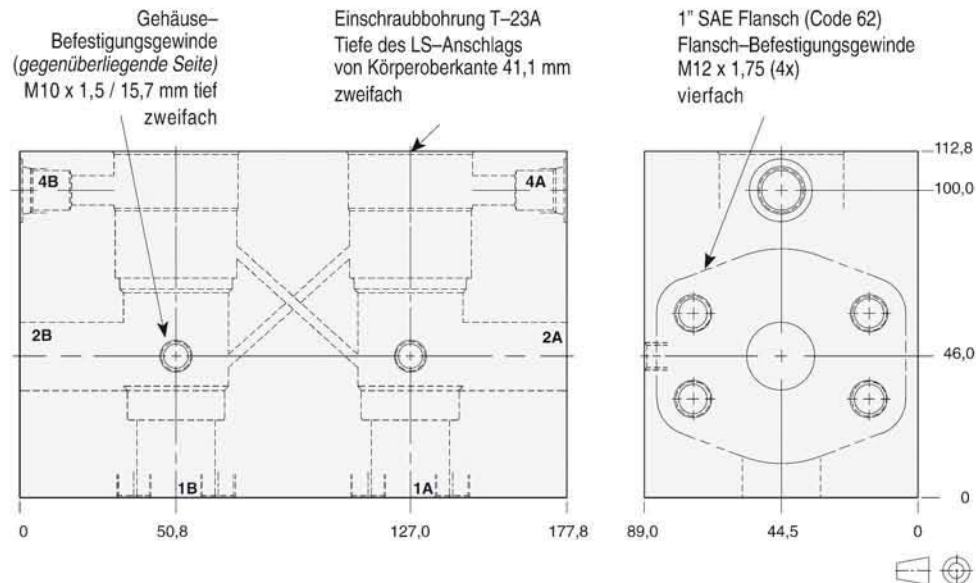 Gehäuse–
Befestigungsgewinde
(gegenüberliegende Seite)
M10 x 1,5 / 15,7 mm tief
zweifach
Einschraubbohrung T–23A
Tiefe des LS–Anschlags
von Körperoberkante 41,1 mm
zweifach
1” SAE Flansch (Code 62)
Flansch–Befestigungsgewinde
M12 x 1,75 (4x)
vierfach
4B
4A
2B
2A
1B
1A
0
50,8
127,0
177,8
112,8
100,0
46,0
0
89,0
44,5
0